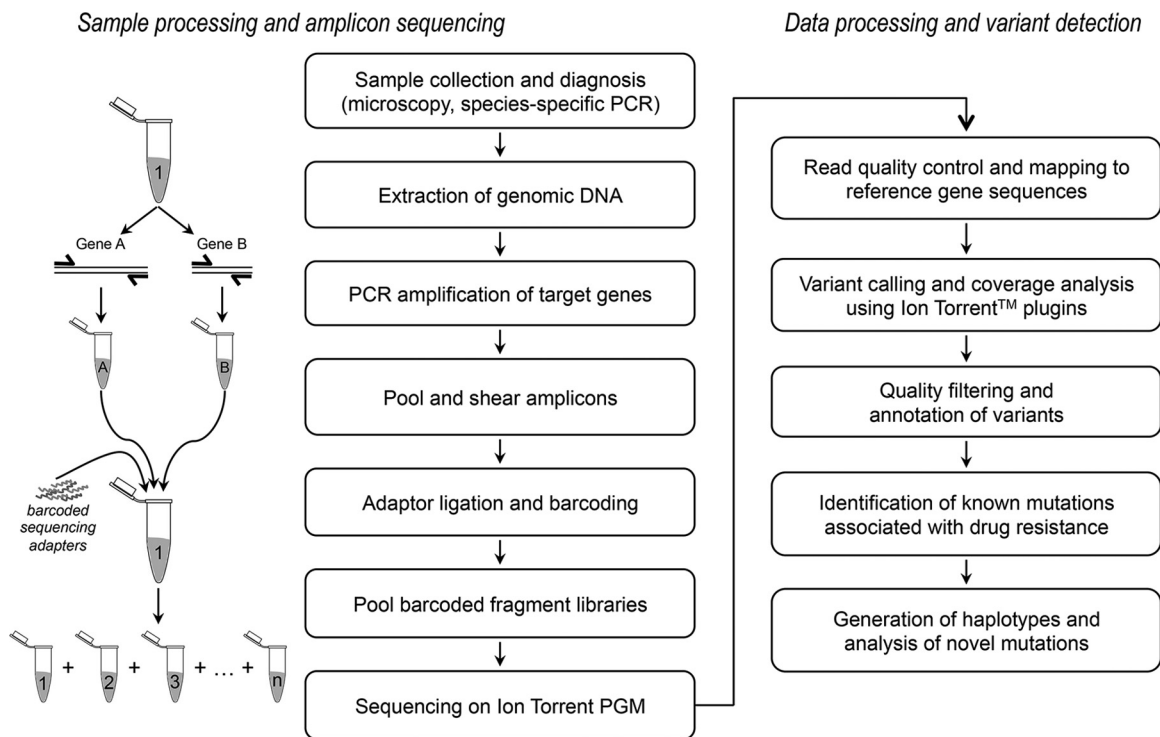 Sample processing and amplicon sequencing
Data processing and variant detection
1
Gene A
Gene B
A
B
barcoded
sequencing
adapters
1
1 + 2 + 3 + ... + n
Sample collection and diagnosis
(microscopy, species-specific PCR)
Extraction of genomic DNA
PCR amplification of target genes
Pool and shear amplicons
Adaptor ligation and barcoding
Pool barcoded fragment libraries
Sequencing on Ion Torrent PGM
Read quality control and mapping to
reference gene sequences
Variant calling and coverage analysis
using Ion Torrent™ plugins
Quality filtering and
annotation of variants
Identification of known mutations
associated with drug resistance
Generation of haplotypes and
analysis of novel mutations